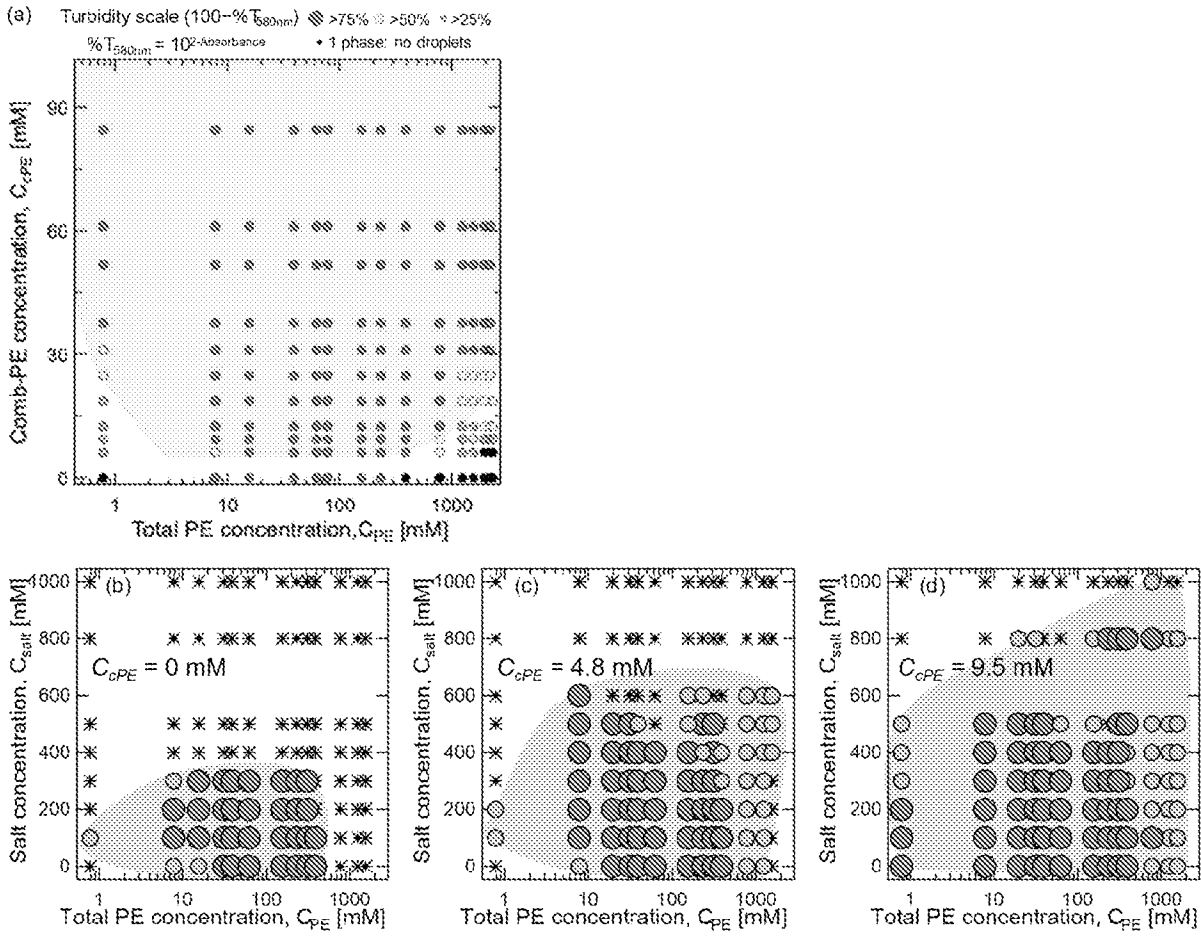 (a) Turbidity scale (100-%T580nm) >75% >50% >25%
%T580nm = 10^2-Absorbance 1 phase: no droplets
Comb-PE concentration, CcPE [mM]
90
60
30
0
1 10 100 1000
Total PE concentration, CPE [mM]
(b)
CcPE = 0 mM
Salt concentration, Csalt [mM]
1000
800
600
400
200
0
1 10 100 1000
Total PE concentration, CPE [mM]
(c)
CcPE = 4.8 mM
Salt concentration, Csalt [mM]
1000
800
600
400
200
0
1 10 100 1000
Total PE concentration, CPE [mM]
(d)
CcPE = 9.5 mM
Salt concentration, Csalt [mM]
1000
800
600
400
200
0
1 10 100 1000
Total PE concentration, CPE [mM]